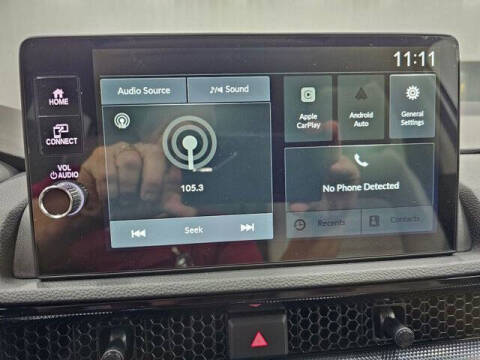 11:11
HOME
CONNECT
VOL
AUDIO
Audio Source
Sound
105.3
Seek
Apple
CarPlay
Android
Auto
General
Settings
No Phone Detected
Recents
Contacts